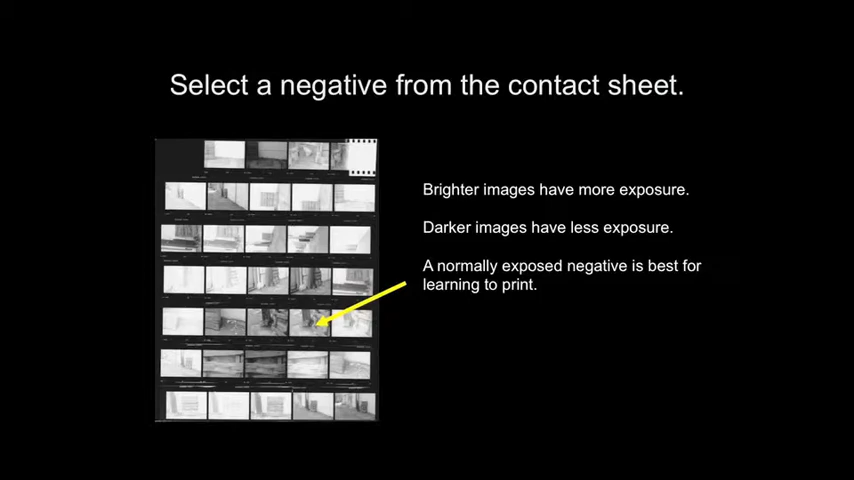 Select a negative from the contact sheet.
Brighter images have more exposure.
Darker images have less exposure.
A normally exposed negative is best for
learning to print.